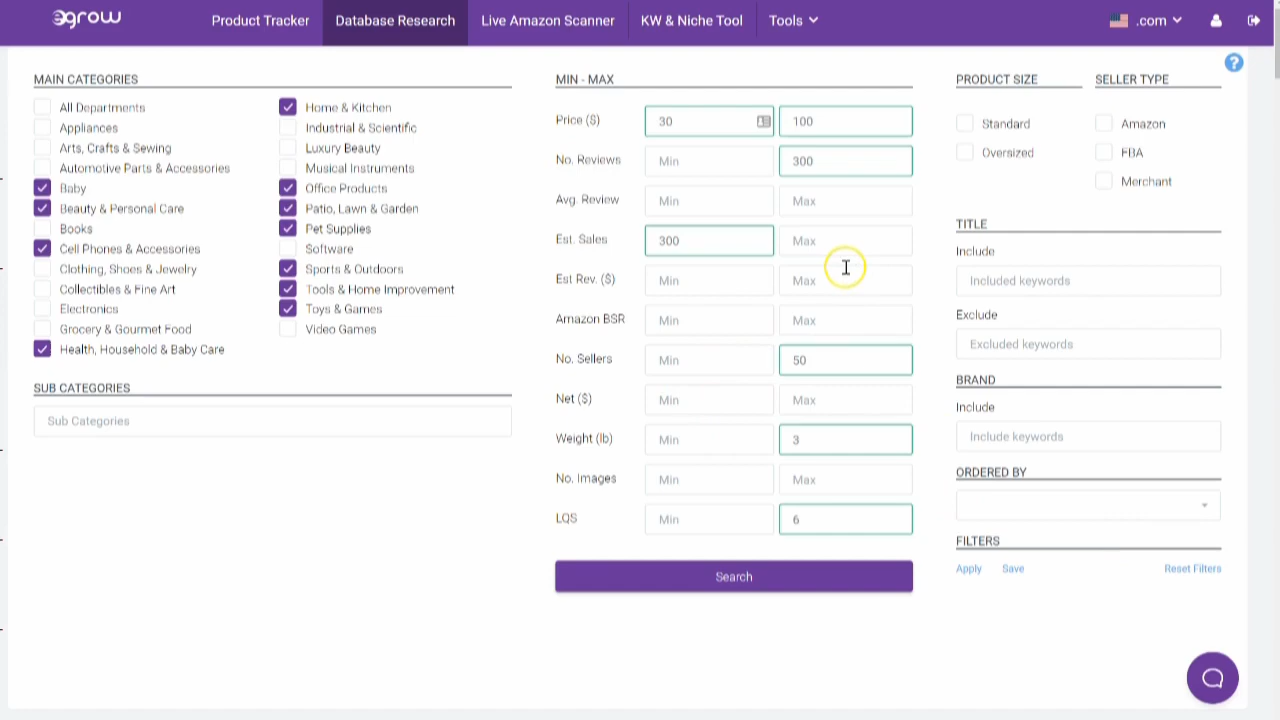 egrow Product Tracker Database Research Live Amazon Scanner KW & Niche Tool Tools .com
?
MAIN CATEGORIES
All Departments
Appliances
Arts, Crafts & Sewing
Automotive Parts & Accessories
Baby
Beauty & Personal Care
Books
Cell Phones & Accessories
Clothing, Shoes & Jewelry
Collectibles & Fine Art
Electronics
Grocery & Gourmet Food
Health, Household & Baby Care
Home & Kitchen
Industrial & Scientific
Luxury Beauty
Musical Instruments
Office Products
Patio, Lawn & Garden
Pet Supplies
Software
Sports & Outdoors
Tools & Home Improvement
Toys & Games
Video Games
SUB CATEGORIES
Sub Categories
MIN - MAX
Price ($) 30 100
No. Reviews Min 300
Avg. Review Min Max
Est. Sales 300 Max
Est Rev. ($) Min Max
Amazon BSR Min Max
No. Sellers Min 50
Net ($) Min Max
Weight (lb) Min 3
No. Images Min Max
LQS Min 6
Search
PRODUCT SIZE
Standard
Oversized
SELLER TYPE
Amazon
FBA
Merchant
TITLE
Include
Included keywords
Exclude
Excluded keywords
BRAND
Include
Include keywords
ORDERED BY
FILTERS
Apply Save Reset Filters